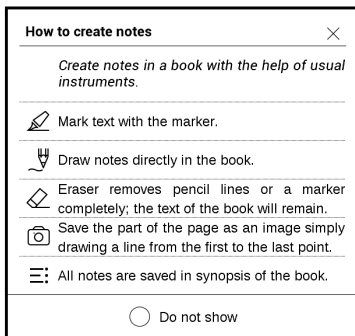 How to create notes
Create notes in a book with the help of usual
instruments.
Mark text with the marker.
Draw notes directly in the book.
Eraser removes pencil lines or a marker
completely; the text of the book will remain.
Save the part of the page as an image simply
drawing a line from the first to the last point.
All notes are saved in synopsis of the book.
Do not show